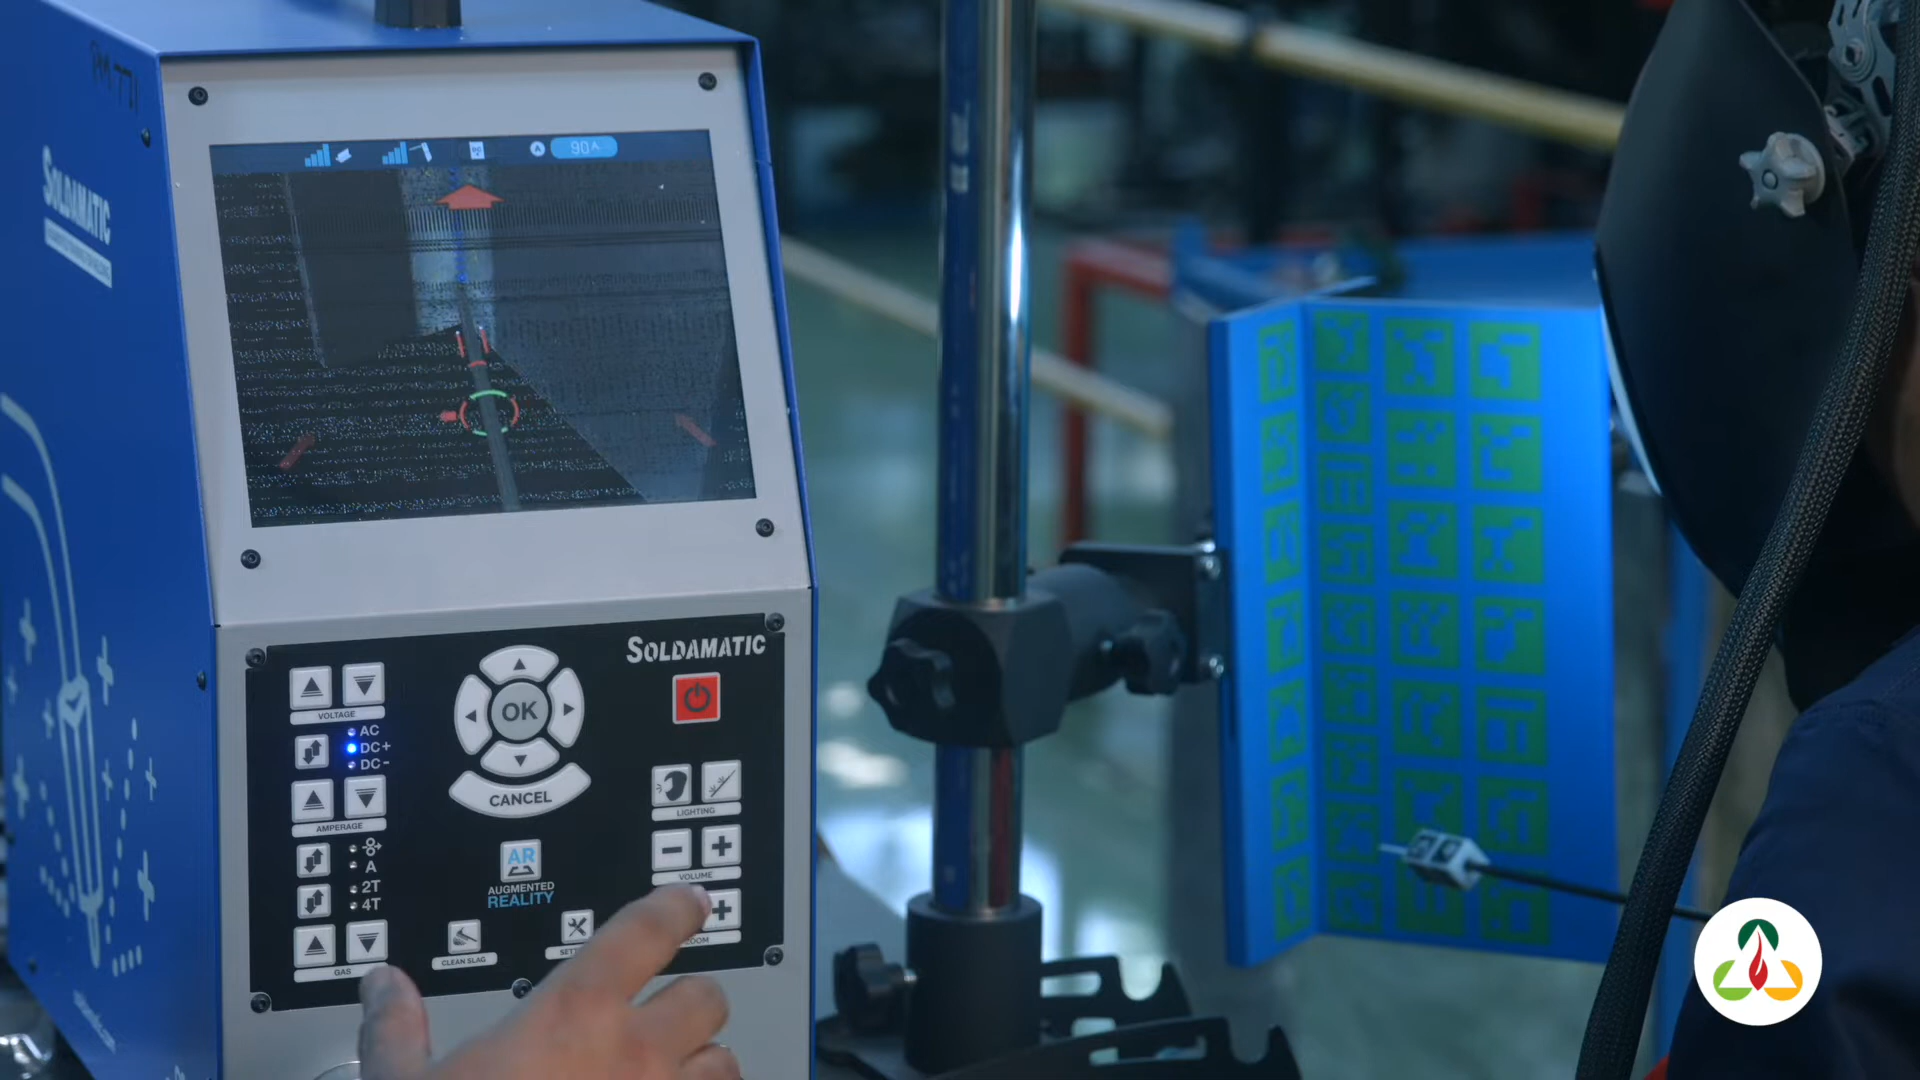 SOLDAMATIC
90A
SOLDAMATIC
VOLTAGE
AC
DC+
DC-
AMPERAGE
A
2T
4T
GAS
OK
CANCEL
AR
AUGMENTED
REALITY
CLEAN SLAG
LIGHTING
VOLUME
ZOOM